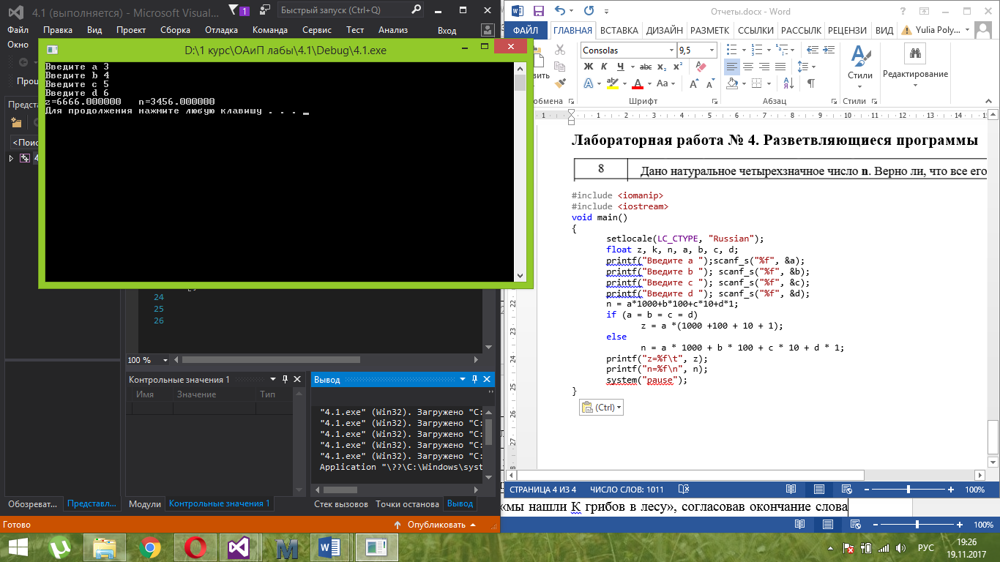 4.1 (выполняется) - Microsoft Visual...
1
Быстрый запуск (Ctrl+Q)
Файл Правка Вид Проект Сборка Отладка Команда Сервис Тест Анализ Вход
Окно
D:\1 курс\ОАиП лабы\4.1\Debug\4.1.exe
Введите a 3
Введите b 4
Введите c 5
Введите d 6
z=6666.000000 n=3456.000000
Для продолжения нажмите любую клавишу . . .
24
25
26
100 %
Контрольные значения 1
Имя Значение Тип
Вывод
"4.1.exe" (Win32). Загружено "C:
"4.1.exe" (Win32). Загружено "C:
"4.1.exe" (Win32). Загружено "C:
"4.1.exe" (Win32). Загружено "C:
"4.1.exe" (Win32). Загружено "C:
Application "\??\C:\Windows\syst
Обозреват... Представл... Модули Контрольные значения 1 Стек вызовов Точки останова Вывод
Готово Опубликовать
Отчеты.docx - Word
ФАЙЛ ГЛАВНАЯ ВСТАВКА ДИЗАЙН РАЗМЕТК ССЫЛКИ РАССЫЛК РЕЦЕНЗИ ВИД Yulia Poly...
Consolas 9,5
Ж К Ч abc x₂ x²
Стили Редактирование
Шрифт Абзац Стили
Лабораторная работа № 4. Разветвляющиеся программы
8 Дано натуральное четырехзначное число n. Верно ли, что все его
#include <iomanip>
#include <iostream>
void main()
{
setlocale(LC_CTYPE, "Russian");
float z, k, n, a, b, c, d;
printf("Введите a ");scanf_s("%f", &a);
printf("Введите b "); scanf_s("%f", &b);
printf("Введите c "); scanf_s("%f", &c);
printf("Введите d "); scanf_s("%f", &d);
n = a*1000+b*100+c*10+d*1;
if (a = b = c = d)
z = a *(1000 +100 + 10 + 1);
else
n = a * 1000 + b * 100 + c * 10 + d * 1;
printf("z=%f\t", z);
printf("n=%f\n", n);
system("pause");
}
(Ctrl)
СТРАНИЦА 4 ИЗ 4 ЧИСЛО СЛОВ: 1011 100%
«мы нашли К грибов в лесу», согласовав окончание слова
100%
РУС
19:26
19.11.2017